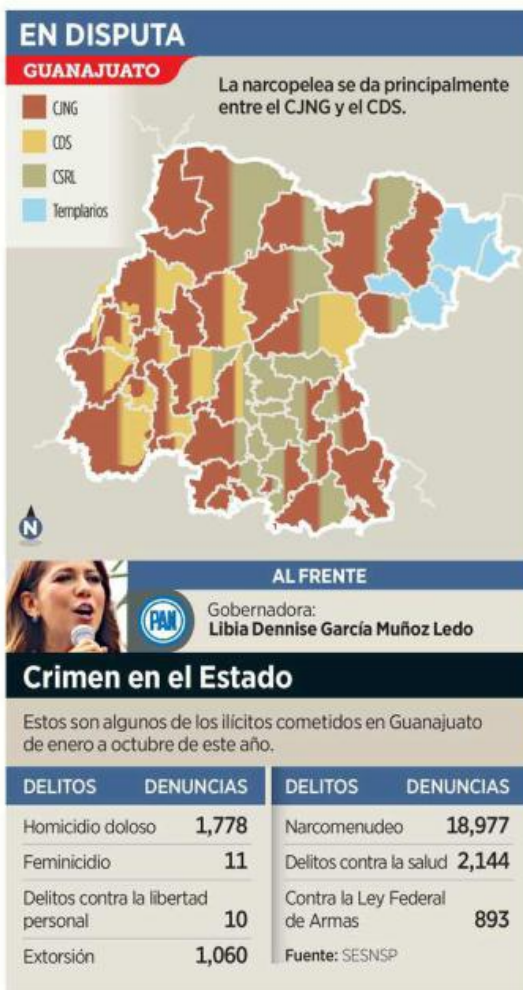 EN DISPUTA
GUANAJUATO
CJNG
CDS
CSRL
Templarios
La narcopelea se da principalmente
entre el CJNG y el CDS.
N
AL FRENTE
PAN
Gobernadora:
Libia Dennise García Muñoz Ledo
Crimen en el Estado
Estos son algunos de los ilícitos cometidos en Guanajuato
de enero a octubre de este año.
DELITOS DENUNCIAS
Homicidio doloso 1,778
Feminicidio 11
Delitos contra la libertad
personal 10
Extorsión 1,060
DELITOS DENUNCIAS
Narcomenudeo 18,977
Delitos contra la salud 2,144
Contra la Ley Federal
de Armas 893
Fuente: SESNSP